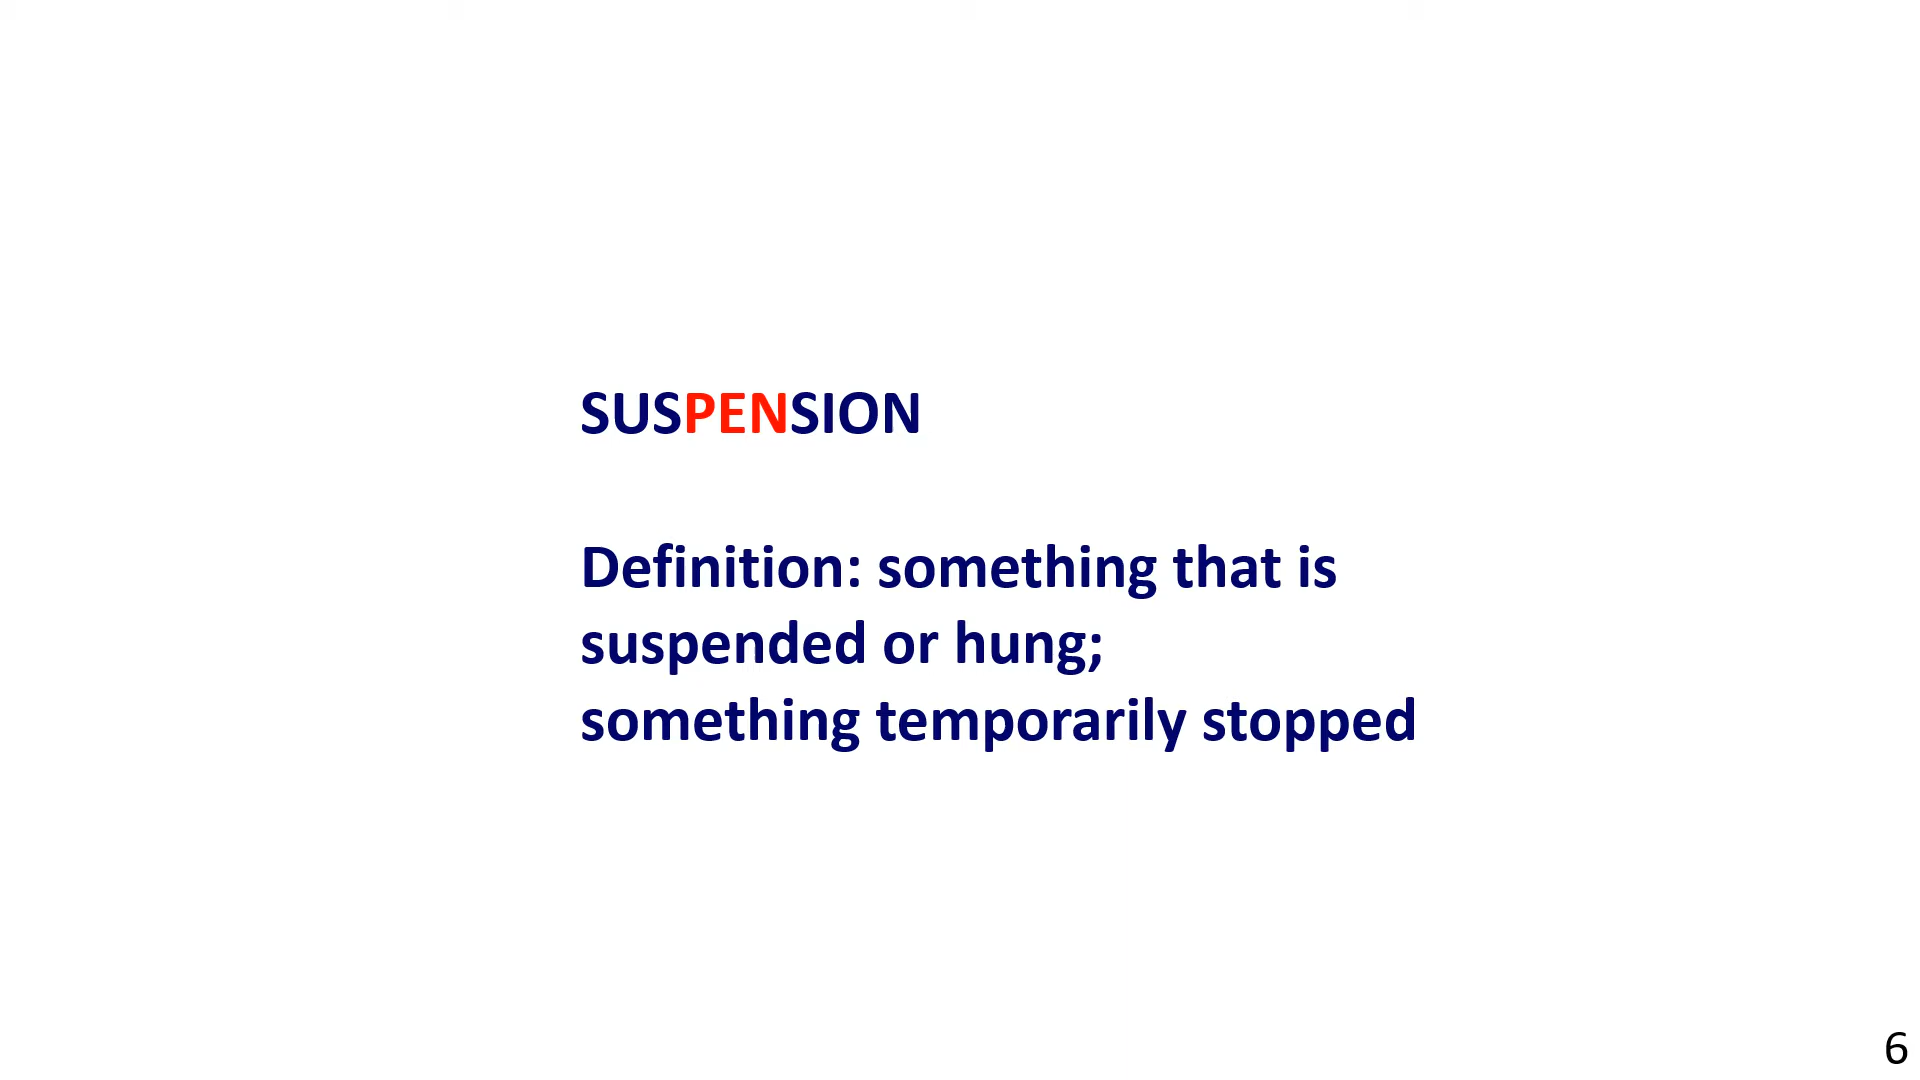 SUSPENSION
Definition: something that is
suspended or hung;
something temporarily stopped
6